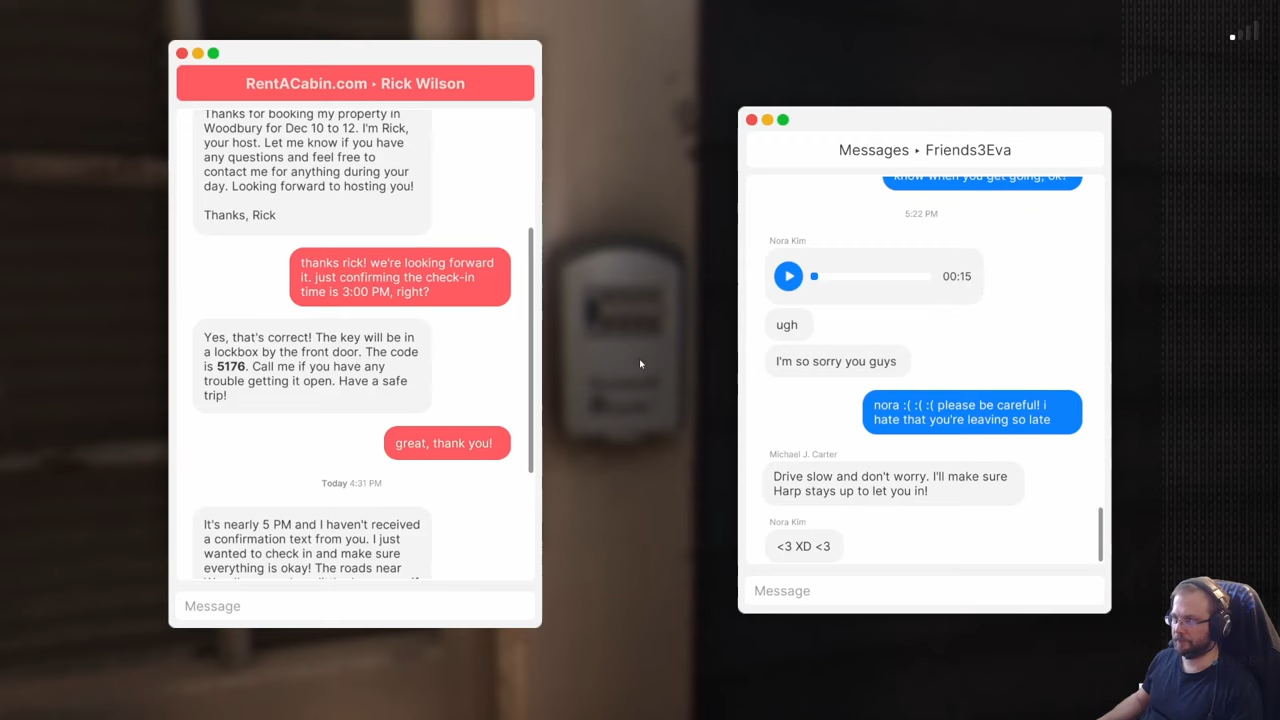 RentACabin.com ▸ Rick Wilson
Thanks for booking my property in
Woodbury for Dec 10 to 12. I'm Rick,
your host. Let me know if you have
any questions and feel free to
contact me for anything during your
day. Looking forward to hosting you!
Thanks, Rick
thanks rick! we're looking forward
it. just confirming the check-in
time is 3:00 PM, right?
Yes, that's correct! The key will be in
a lockbox by the front door. The code
is 5176. Call me if you have any
trouble getting it open. Have a safe
trip!
great, thank you!
Today 4:31 PM
It's nearly 5 PM and I haven't received
a confirmation text from you. I just
wanted to check in and make sure
everything is okay! The roads near
Message
Messages ▸ Friends3Eva
know when you get going, ok?
5:22 PM
Nora Kim
00:15
ugh
I'm so sorry you guys
nora :( :( :( please be careful! i
hate that you're leaving so late
Michael J. Carter
Drive slow and don't worry. I'll make sure
Harp stays up to let you in!
Nora Kim
<3 XD <3
Message